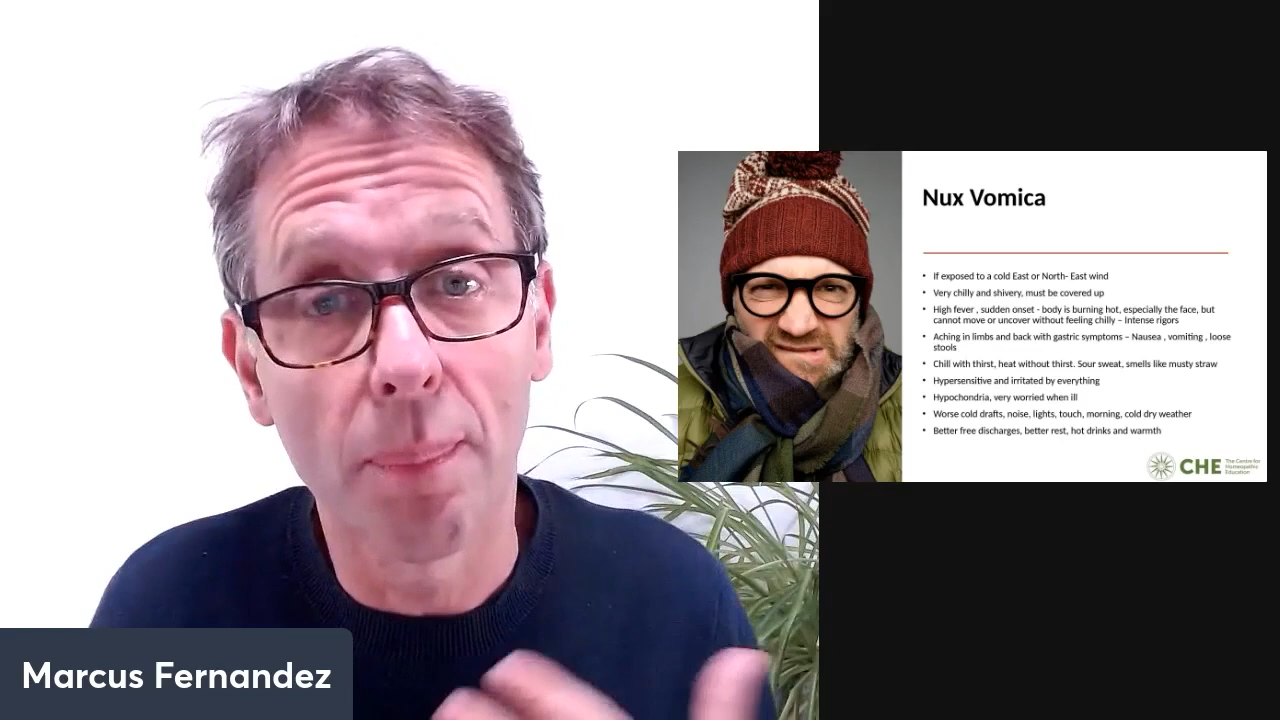 Nux Vomica
• If exposed to a cold East or North- East wind
• Very chilly and shivery, must be covered up
• High fever , sudden onset - body is burning hot, especially the face, but
cannot move or uncover without feeling chilly – Intense rigors
• Aching in limbs and back with gastric symptoms – Nausea , vomiting , loose
stools
• Chill with thirst, heat without thirst. Sour sweat, smells like musty straw
• Hypersensitive and irritated by everything
• Hypochondria, very worried when ill
• Worse cold drafts, noise, lights, touch, morning, cold dry weather
• Better free discharges, better rest, hot drinks and warmth
CHE
The Centre for
Homeopathic
Education
Marcus Fernandez